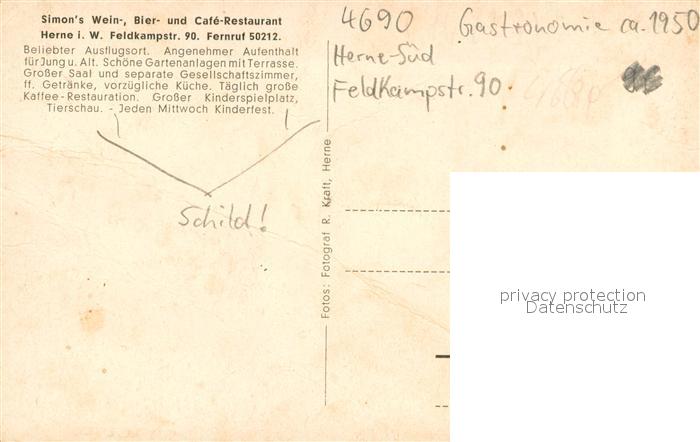 Simon's Wein-, Bier- und Café-Restaurant
Herne i. W. Feldkampstr. 90. Fernruf 50212.
Beliebter Ausflugsort. Angenehmer Aufenthalt
für Jung u. Alt. Schöne Gartenanlagen mit Terrasse.
Großer Saal und separate Gesellschaftszimmer,
ff. Getränke, vorzügliche Küche. Täglich große
Kaffee-Restauration. Großer Kinderspielplatz,
Tierschau. - Jeden Mittwoch Kinderfest.
Schild!
Fotos: Fotograf R. Kraft, Herne
4690 Gastronomie ca. 1950
Herne-Süd
Feldkampstr. 90
privacy protection
Datenschutz